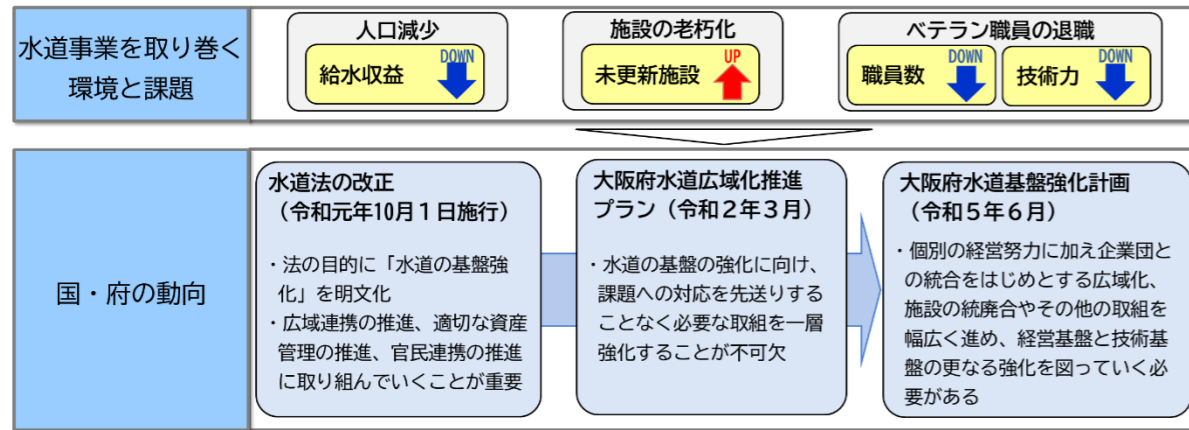 水道事業を取り巻く
環境と課題
人口減少
給水収益
DOWN
施設の老朽化
未更新施設
UP
ベテラン職員の退職
職員数
DOWN
技術力
DOWN
国・府の動向
水道法の改正
（令和元年10月１日施行）
・法の目的に「水道の基盤強
化」を明文化
・広域連携の推進、適切な資産
管理の推進、官民連携の推進
に取り組んでいくことが重要
大阪府水道広域化推進
プラン（令和２年３月）
・水道の基盤の強化に向け、
課題への対応を先送りする
ことなく必要な取組を一層
強化することが不可欠
大阪府水道基盤強化計画
（令和５年６月）
・個別の経営努力に加え企業団と
の統合をはじめとする広域化、
施設の統廃合やその他の取組を
幅広く進め、経営基盤と技術基
盤の更なる強化を図っていく必
要がある